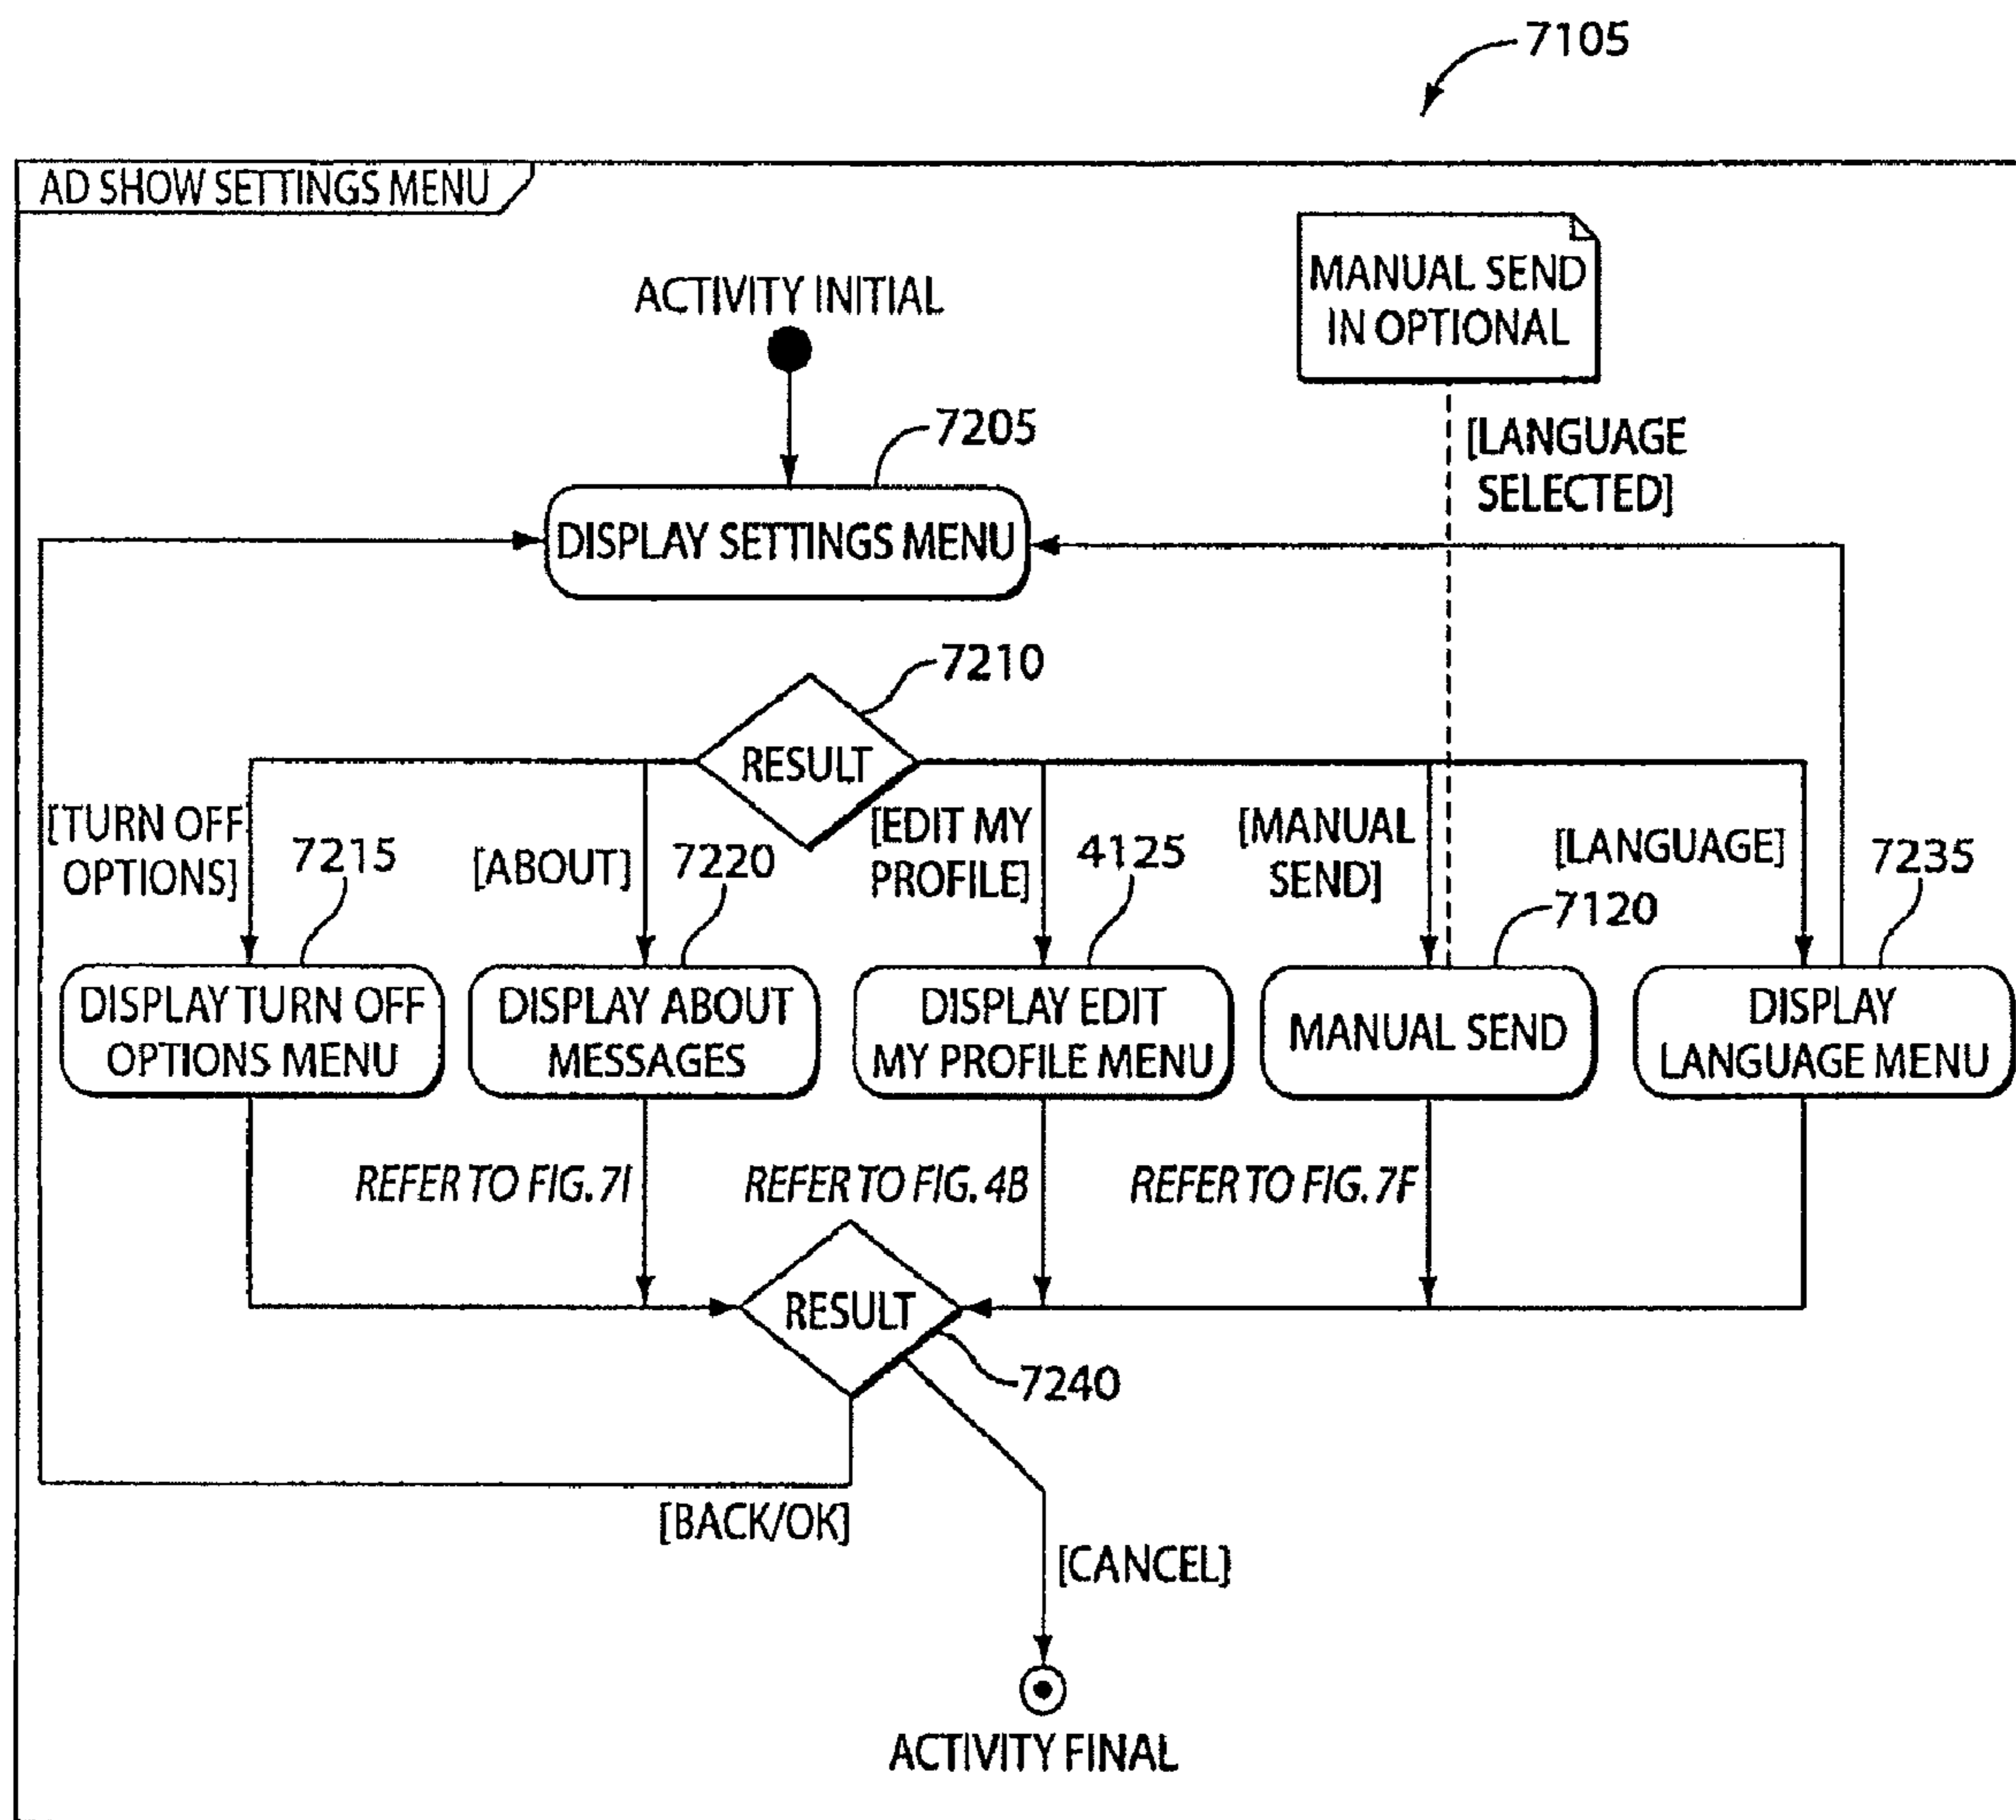 7105
AD SHOW SETTINGS MENU
MANUAL SEND
IN OPTIONAL
ACTIVITY INITIAL
7205
[LANGUAGE
SELECTED]
DISPLAY SETTINGS MENU
7210
RESULT
[TURN OFF
OPTIONS]
7215
[ABOUT]
7220
[EDIT MY
PROFILE]
4125
[MANUAL
SEND]
7120
[LANGUAGE]
7235
DISPLAY TURN OFF
OPTIONS MENU
DISPLAY ABOUT
MESSAGES
DISPLAY EDIT
MY PROFILE MENU
MANUAL SEND
DISPLAY
LANGUAGE MENU
REFER TO FIG. 7I
REFER TO FIG. 4B
REFER TO FIG. 7F
RESULT
7240
[BACK/OK]
[CANCEL]
ACTIVITY FINAL